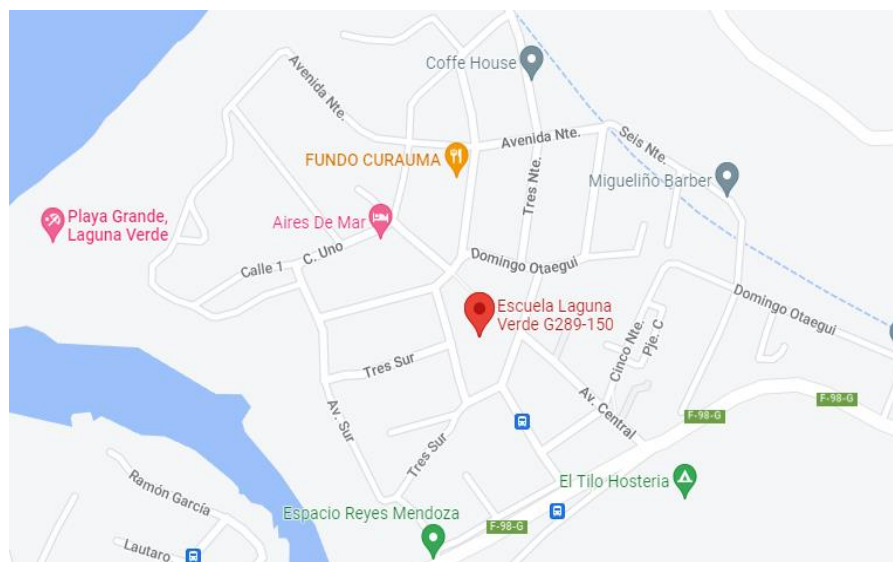 Coffe House
Avenida Nte.
Avenida Nte.
Seis Nte.
FUNDO CURAUMA
Tres Nte.
Migueliño Barber
Playa Grande,
Laguna Verde
Aires De Mar
Calle 1
C. Uno
Domingo Otaegui
Domingo Otaegui
Escuela Laguna
Verde G289-150
Cinco Nte.
Pje. C
Tres Sur
Av. Sur
Av. Central
F-98-G
F-98-G
Tres Sur
Ramón García
El Tilo Hosteria
Espacio Reyes Mendoza
F-98-G
Lautaro